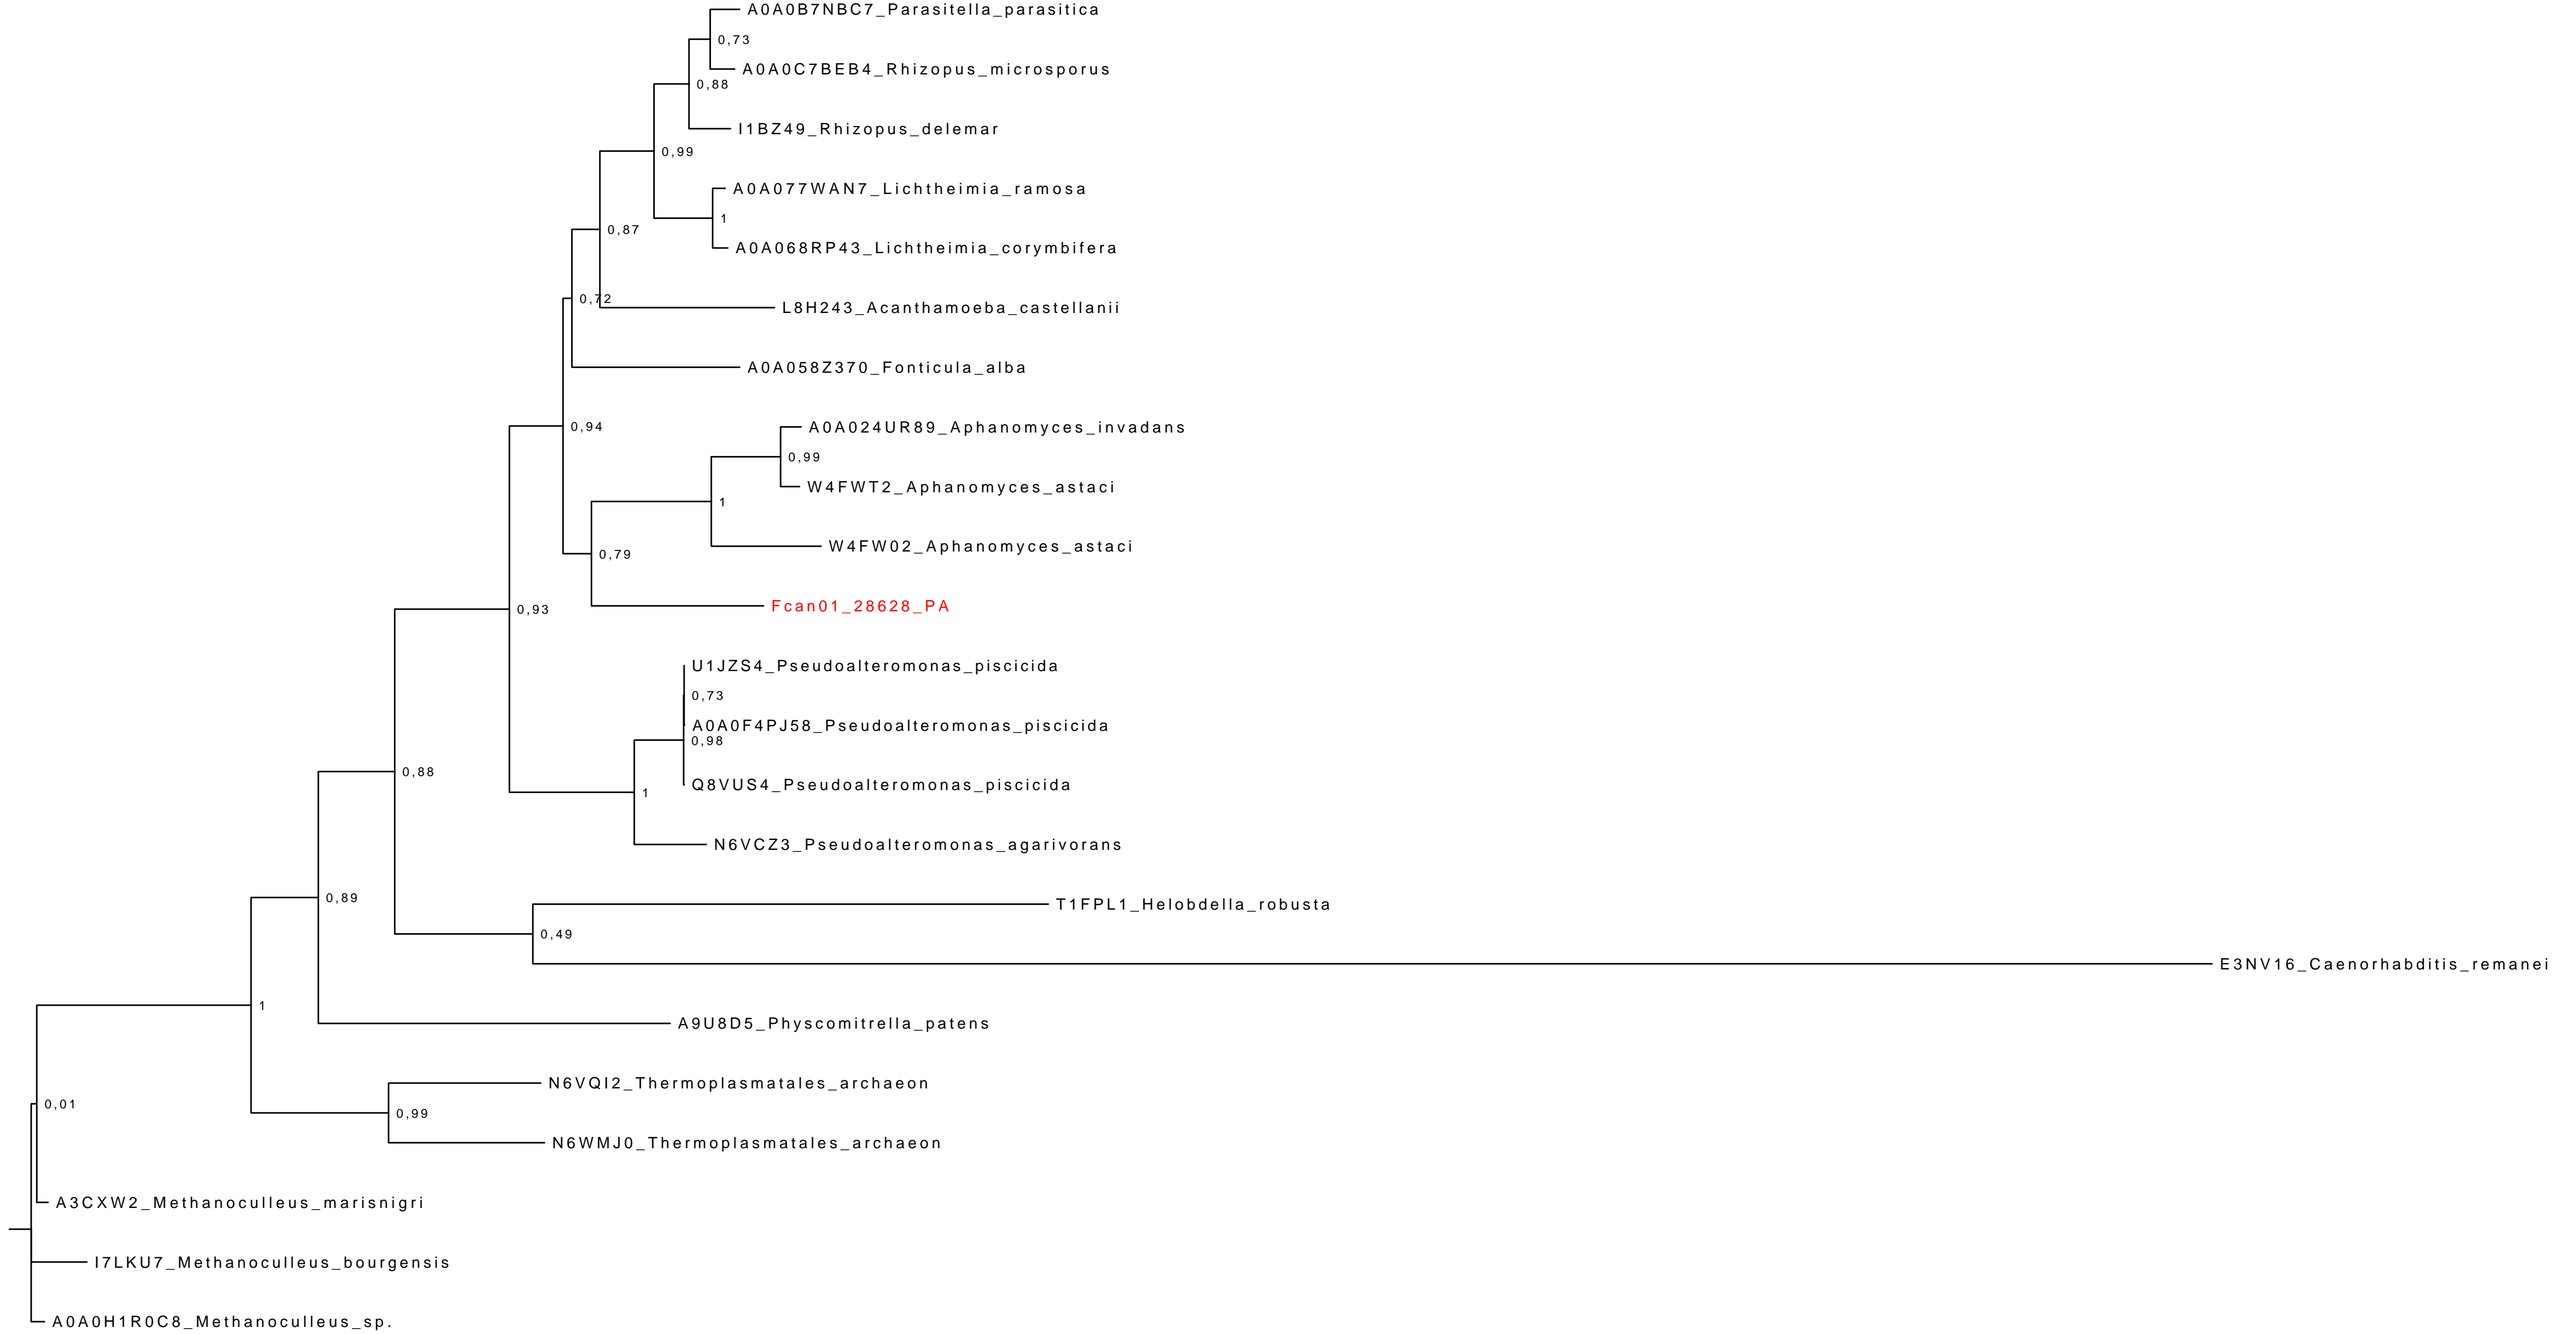 A0A0B7NBC7_Parasitella_parasitica
0,73
A0A0C7BEB4_Rhizopus_microsporus
0,88
I1BZ49_Rhizopus_delemar
0,99
A0A077WAN7_Lichtheimia_ramosa
1
0,87
A0A068RP43_Lichtheimia_corymbifera
0,72
L8H243_Acanthamoeba_castellanii
A0A058Z370_Fonticula_alba
0,94
A0A024UR89_Aphanomyces_invadans
0,99
W4FWT2_Aphanomyces_astaci
1
W4FW02_Aphanomyces_astaci
0,79
Fcan01_28628_PA
0,93
U1JZS4_Pseudoalteromonas_piscicida
0,73
A0A0F4PJ58_Pseudoalteromonas_piscicida
0,98
0,88
Q8VUS4_Pseudoalteromonas_piscicida
1
N6VCZ3_Pseudoalteromonas_agarivorans
0,89
T1FPL1_Helobdella_robusta
0,49
E3NV16_Caenorhabditis_remanei
1
A9U8D5_Physcomitrella_patens
N6VQI2_Thermoplasmatales_archaeon
0,01
0,99
N6WMJ0_Thermoplasmatales_archaeon
A3CXW2_Methanoculleus_marisnigri
I7LKU7_Methanoculleus_bourgensis
A0A0H1R0C8_Methanoculleus_sp.